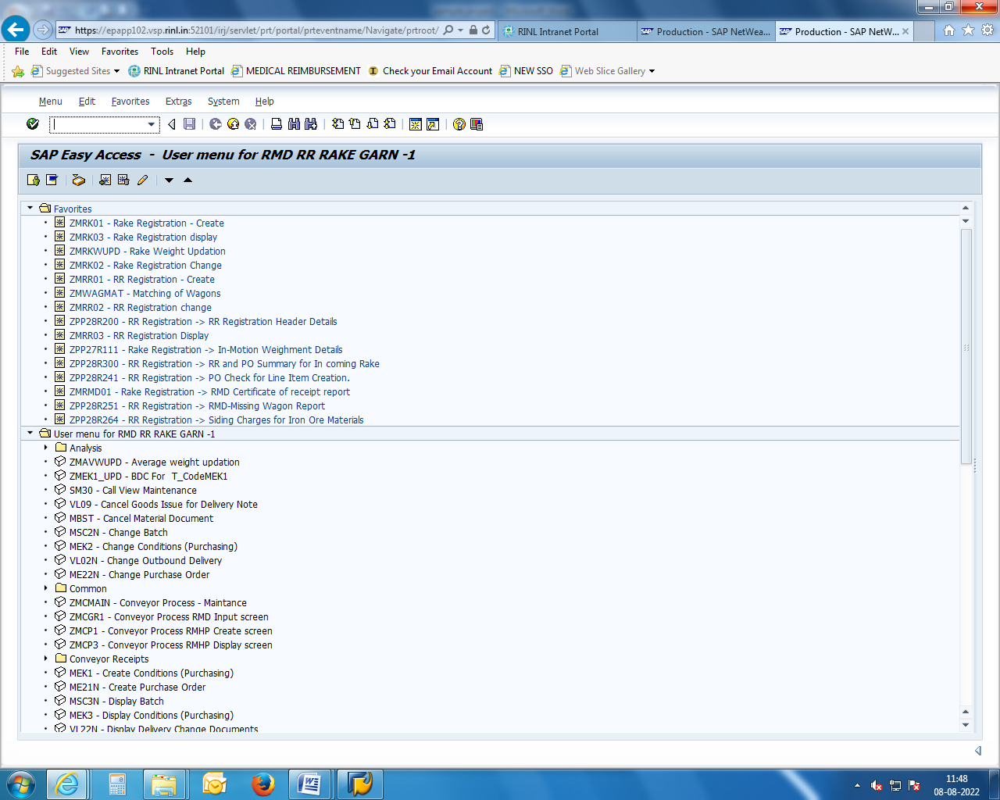 https://epapp102.vsp.rinl.in:52101/irj/servlet/prt/portal/prteventname/Navigate/prtroot/
RINL Intranet Portal
Production - SAP NetWea...
Production - SAP NetW...
File Edit View Favorites Tools Help
Suggested Sites RINL Intranet Portal MEDICAL REIMBURSEMENT Check your Email Account NEW SSO Web Slice Gallery
Menu Edit Favorites Extras System Help
SAP Easy Access - User menu for RMD RR RAKE GARN -1
Favorites
ZMRK01 - Rake Registration - Create
ZMRK03 - Rake Registration display
ZMRKWUPD - Rake Weight Updation
ZMRK02 - Rake Registration Change
ZMRR01 - RR Registration - Create
ZMWAGMAT - Matching of Wagons
ZMRR02 - RR Registration change
ZPP28R200 - RR Registration -> RR Registration Header Details
ZMRR03 - RR Registration Display
ZPP27R111 - Rake Registration -> In-Motion Weighment Details
ZPP28R300 - RR Registration -> RR and PO Summary for In coming Rake
ZPP28R241 - RR Registration -> PO Check for Line Item Creation.
ZMRMD01 - Rake Registration -> RMD Certificate of receipt report
ZPP28R251 - RR Registration -> RMD-Missing Wagon Report
ZPP28R264 - RR Registration -> Siding Charges for Iron Ore Materials
User menu for RMD RR RAKE GARN -1
Analysis
ZMAVWUPD - Average weight updation
ZMEK1_UPD - BDC For T_CodeMEK1
SM30 - Call View Maintenance
VL09 - Cancel Goods Issue for Delivery Note
MBST - Cancel Material Document
MSC2N - Change Batch
MEK2 - Change Conditions (Purchasing)
VL02N - Change Outbound Delivery
ME22N - Change Purchase Order
Common
ZMCMAIN - Conveyor Process - Maintance
ZMCGR1 - Conveyor Process RMD Input screen
ZMCP1 - Conveyor Process RMHP Create screen
ZMCP3 - Conveyor Process RMHP Display screen
Conveyor Receipts
MEK1 - Create Conditions (Purchasing)
ME21N - Create Purchase Order
MSC3N - Display Batch
MEK3 - Display Conditions (Purchasing)
VL22N - Display Delivery Change Documents
11:48
08-08-2022